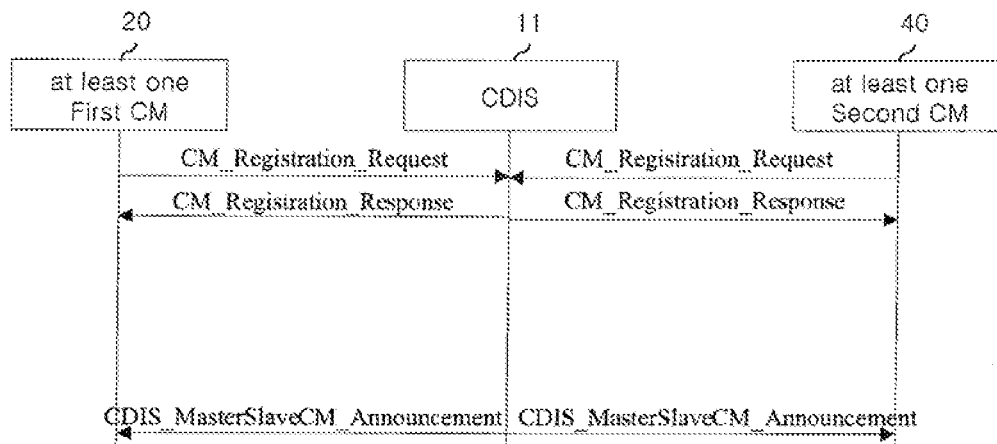 20
11
40
at least one
First CM
CDIS
at least one
Second CM
CM_Registration_Request
CM_Registration_Request
CM_Registration_Response
CM_Registration_Response
CDIS_MasterSlaveCM_Announcement
CDIS_MasterSlaveCM_Announcement